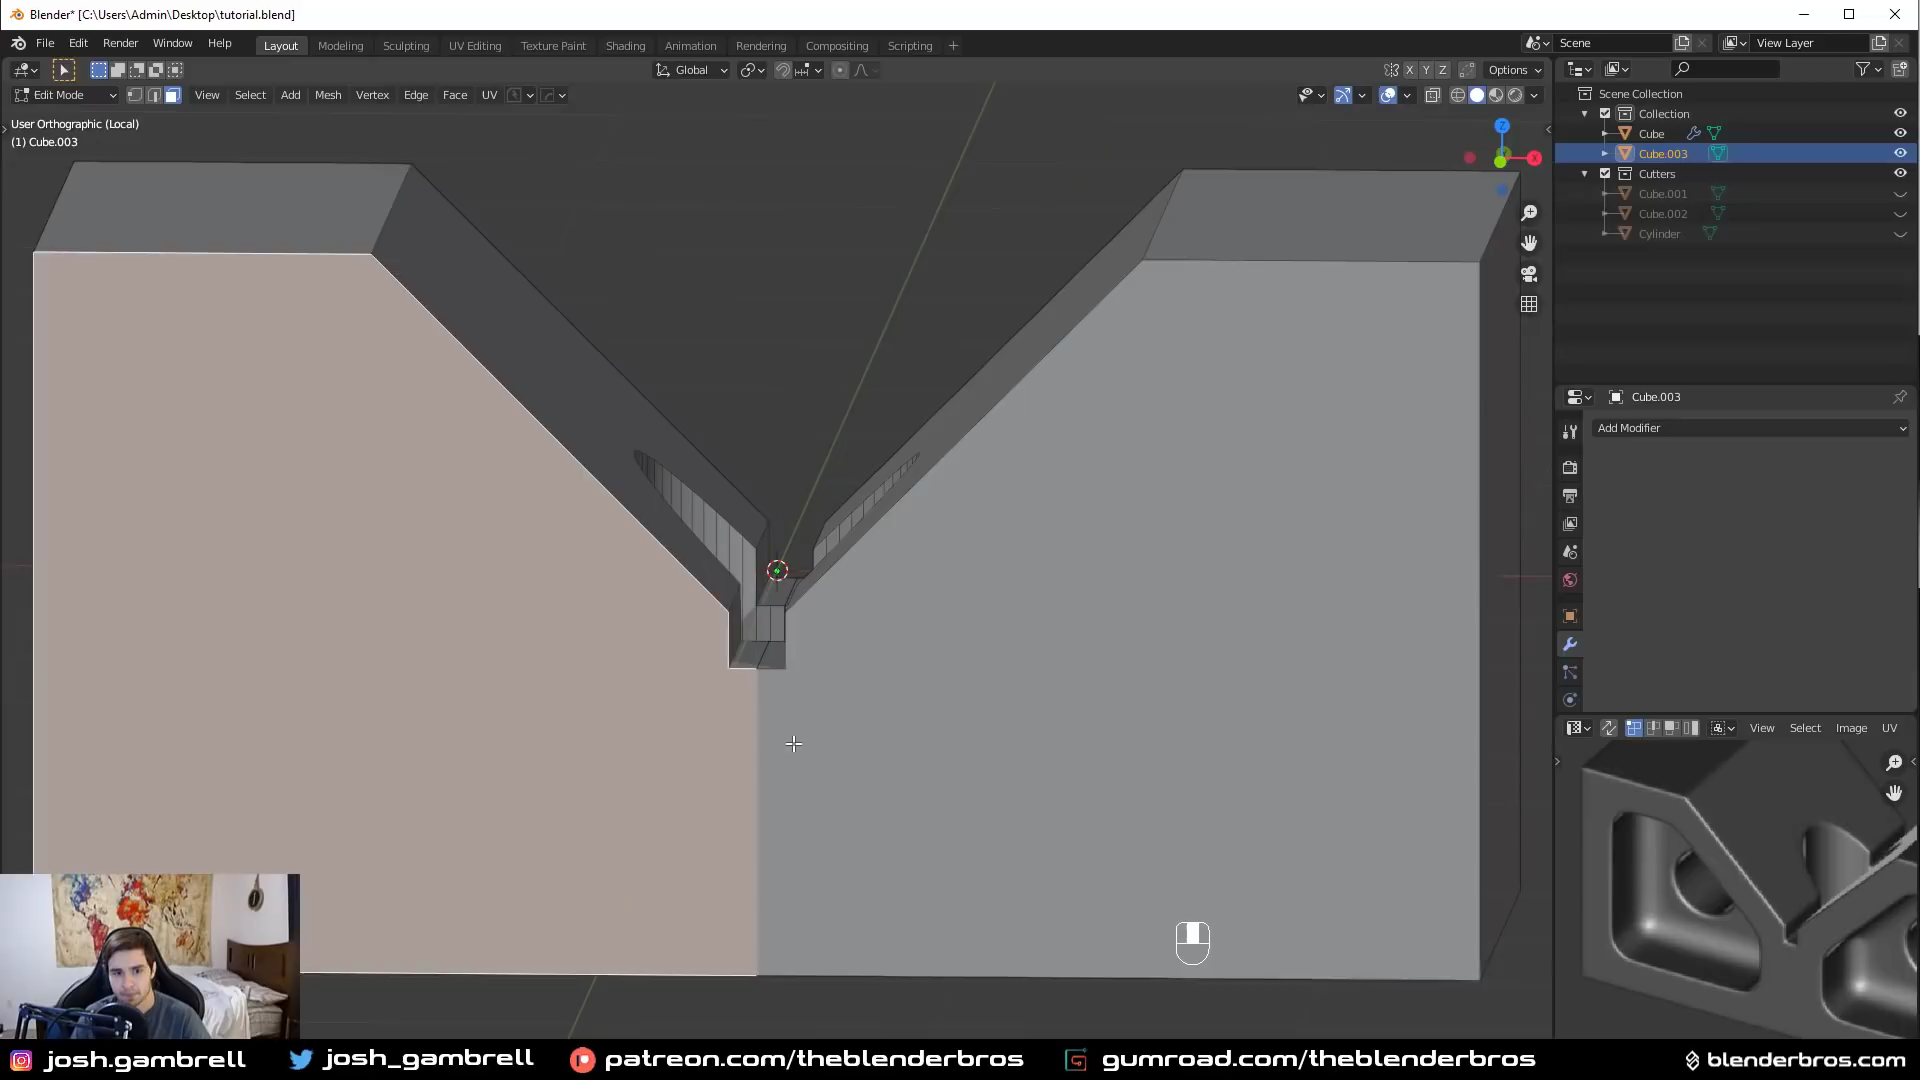 Blender* [C:\Users\Admin\Desktop\tutorial.blend]
File Edit Render Window Help Layout Modeling Sculpting UV Editing Texture Paint Shading Animation Rendering Compositing Scripting + Scene View Layer
Global X Y Z Options
Edit Mode View Select Add Mesh Vertex Edge Face UV
User Orthographic (Local)
(1) Cube.003
Z
X
Scene Collection
Collection
Cube
Cube.003
Cutters
Cube.001
Cube.002
Cylinder
Cube.003
Add Modifier
View Select Image UV
josh.gambrell josh_gambrell patreon.com/theblenderbros gumroad.com/theblenderbros blenderbros.com